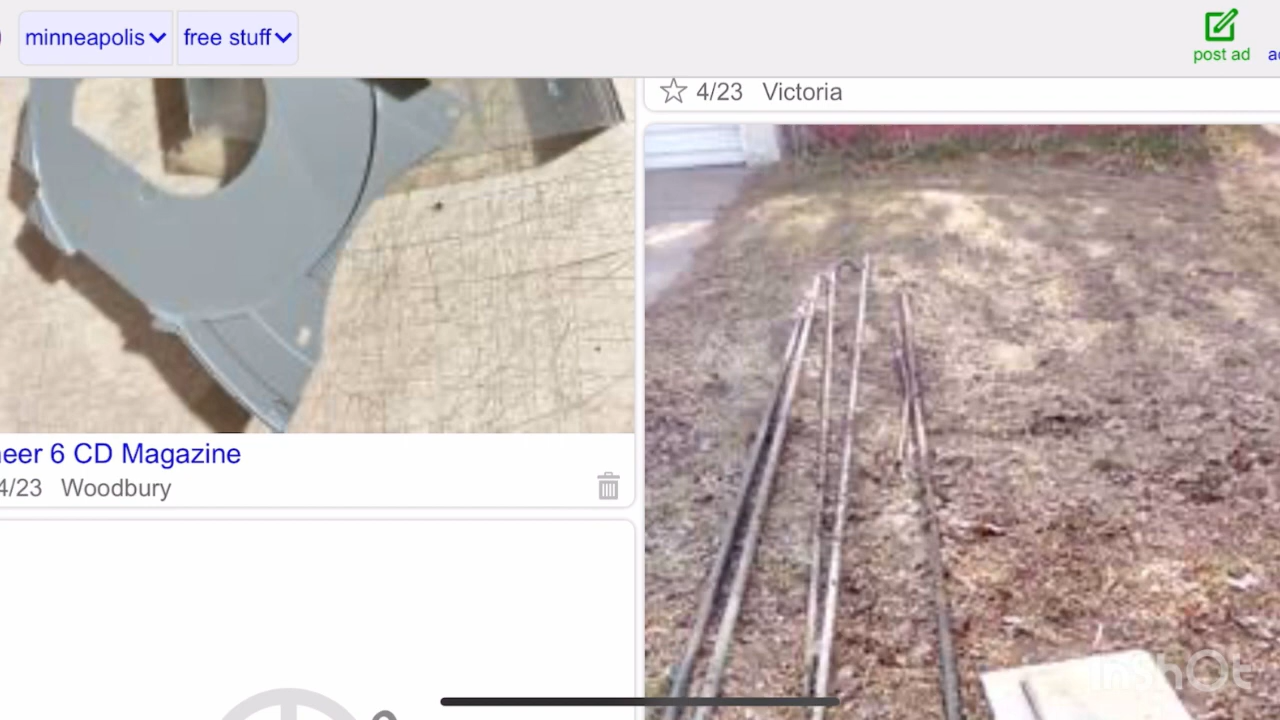 minneapolis
free stuff
post ad
4/23 Victoria
eer 6 CD Magazine
4/23 Woodbury
InShOt